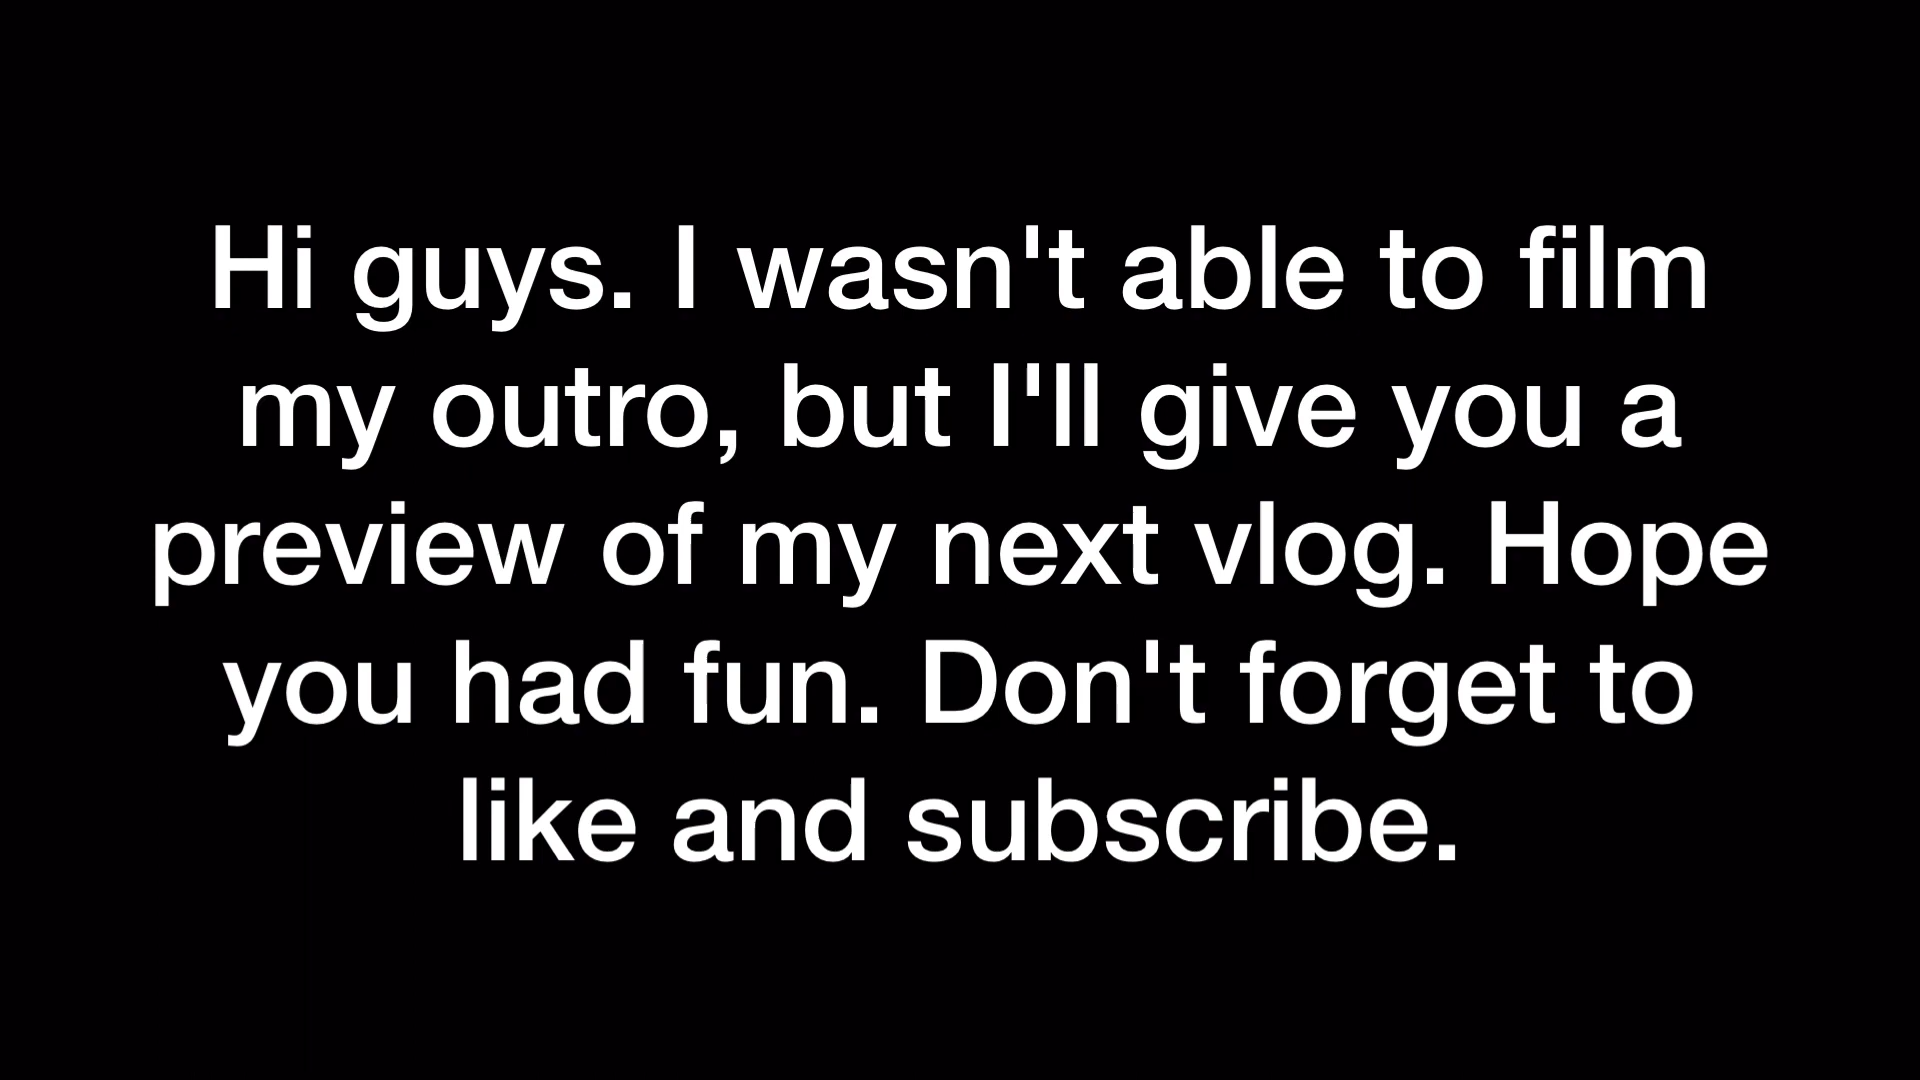 Hi guys. I wasn't able to film
my outro, but I'll give you a
preview of my next vlog. Hope
you had fun. Don't forget to
like and subscribe.